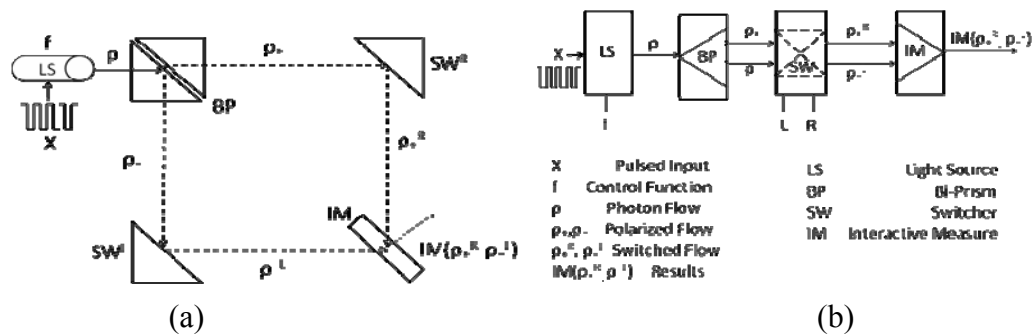 f
LS
ρ
ρ₊
SWᴿ
BP
X
ρ₋
ρ₊ᴿ
IM
SWᴸ
ρ₋ᴸ
IM(ρ₊ᴿ, ρ₋ᴸ)
(a)
X
LS
f
ρ
BP
ρ₊
ρ₋
SW
L R
ρ₊ᴿ
ρ₋ᴸ
IM
IM(ρ₊ᴿ, ρ₋ᴸ)
X Pulsed Input
f Control Function
ρ Photon Flow
ρ₊,ρ₋ Polarized Flow
ρ₊ᴿ, ρ₋ᴸ Switched Flow
IM(ρ₊ᴿ, ρ₋ᴸ) Results
LS Light Source
BP Bi-Prism
SW Switcher
IM Interactive Measure
(b)